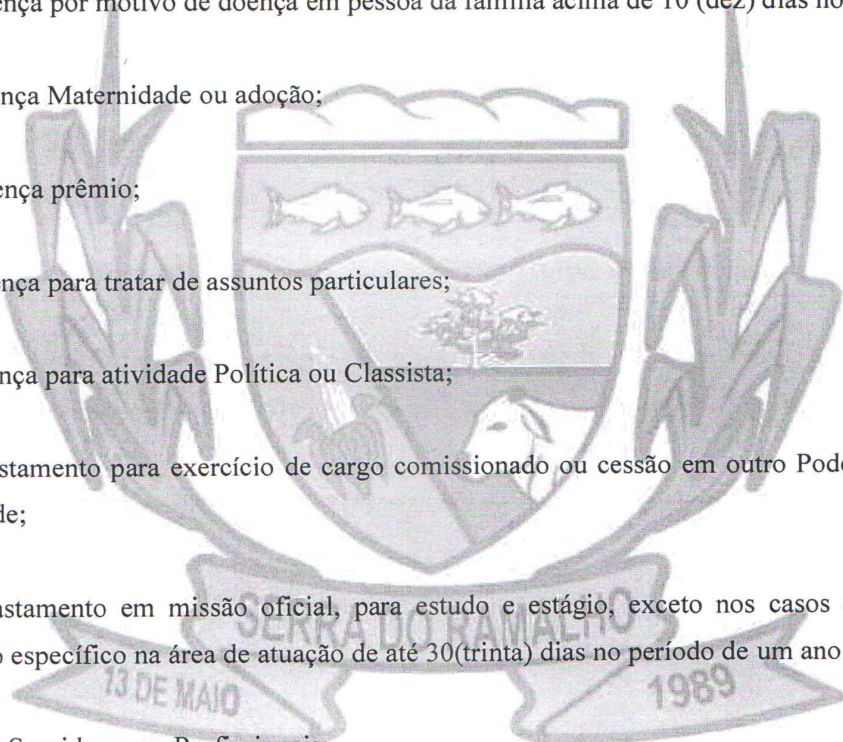 ença por motivo de doença em pessoa da família acima de 10 (dez) dias no
nça Maternidade ou adoção;
ença prêmio;
ença para tratar de assuntos particulares;
nça para atividade Política ou Classista;
stamento para exercício de cargo comissionado ou cessão em outro Pode
de;
astamento em missão oficial, para estudo e estágio, exceto nos casos
o específico na área de atuação de até 30(trinta) dias no período de um ano
SERRA DO RAMALHO
13 DE MAIO
1989